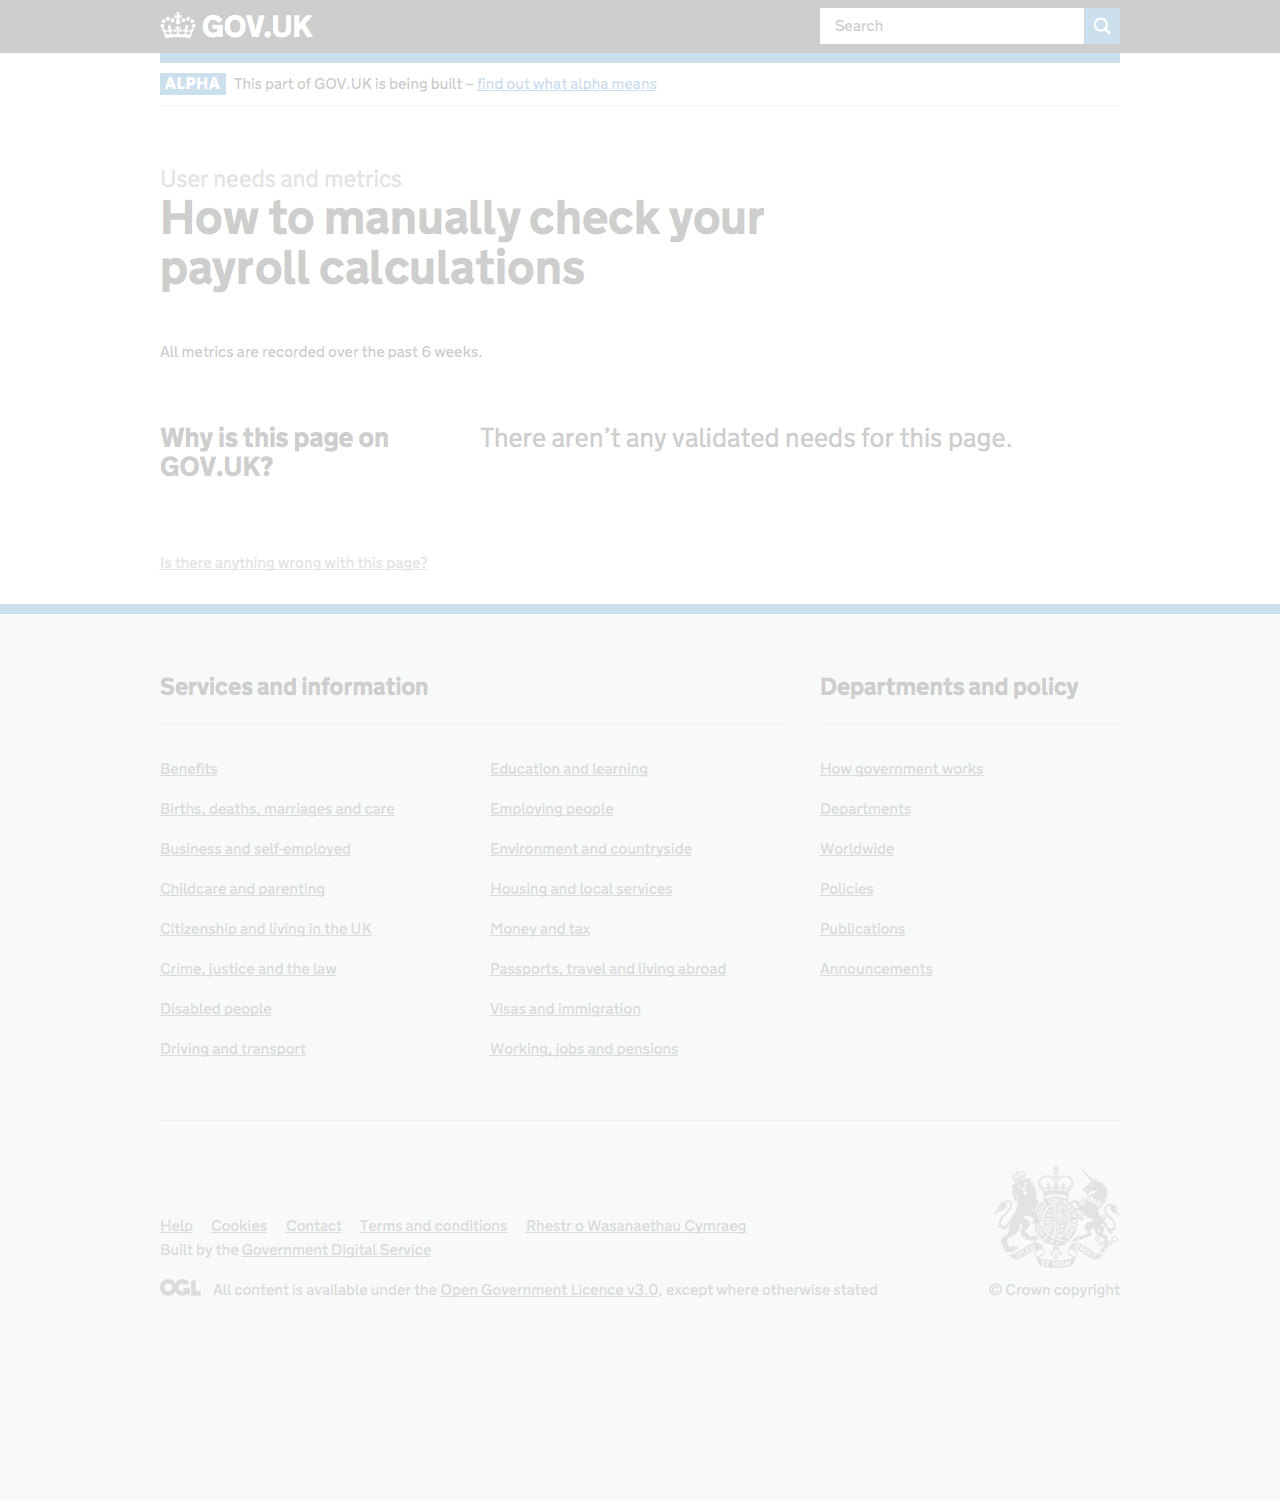 GOV.UK
Search
ALPHA This part of GOV.UK is being built – find out what alpha means
User needs and metrics
How to manually check your
payroll calculations
All metrics are recorded over the past 6 weeks.
Why is this page on
GOV.UK?
There aren’t any validated needs for this page.
Is there anything wrong with this page?
Services and information
Benefits
Births, deaths, marriages and care
Business and self-employed
Childcare and parenting
Citizenship and living in the UK
Crime, justice and the law
Disabled people
Driving and transport
Education and learning
Employing people
Environment and countryside
Housing and local services
Money and tax
Passports, travel and living abroad
Visas and immigration
Working, jobs and pensions
Departments and policy
How government works
Departments
Worldwide
Policies
Publications
Announcements
Help Cookies Contact Terms and conditions Rhestr o Wasanaethau Cymraeg
Built by the Government Digital Service
OGL All content is available under the Open Government Licence v3.0, except where otherwise stated
© Crown copyright